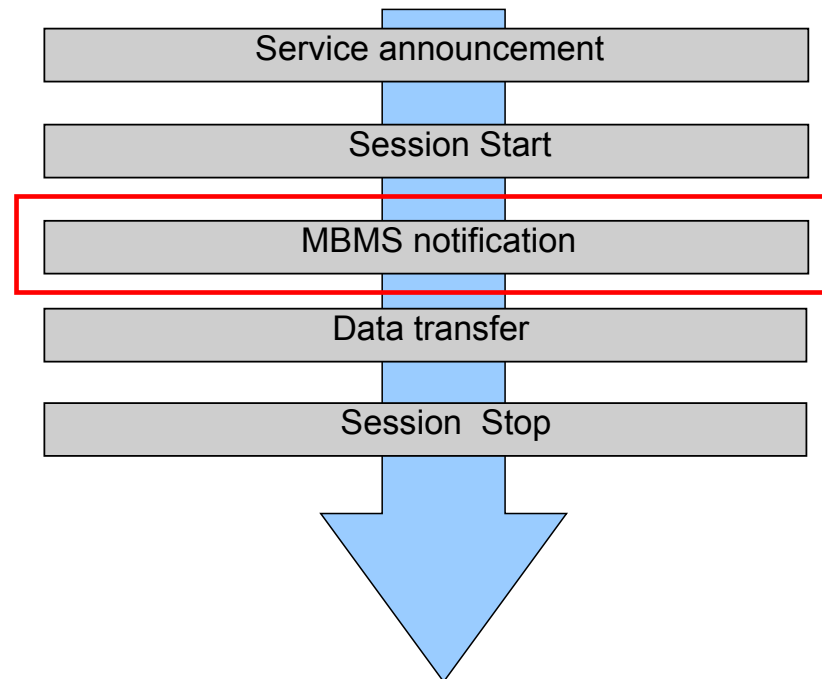 Service announcement
Session Start
MBMS notification
Data transfer
Session  Stop